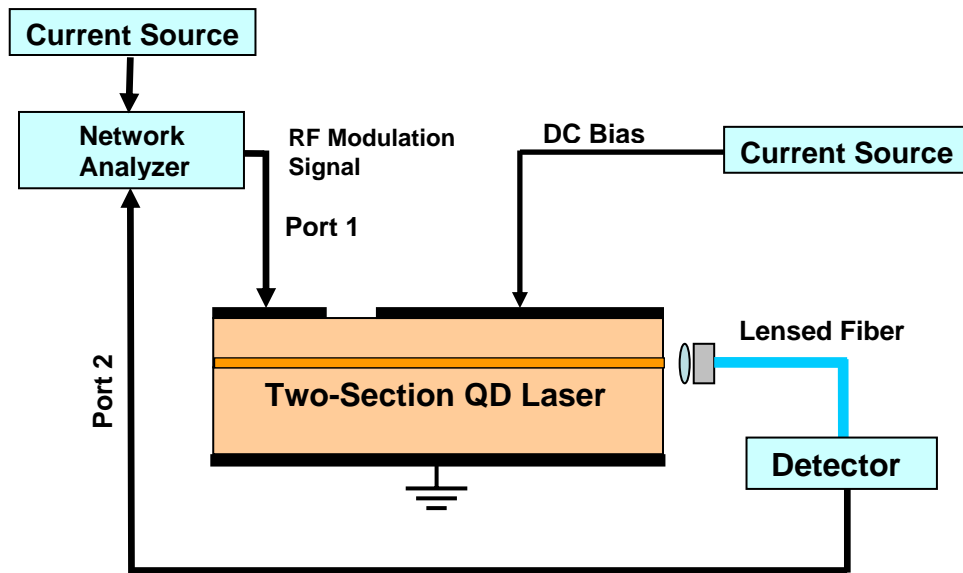 Current Source
Network
Analyzer
RF Modulation
Signal
Port 1
DC Bias
Current Source
Port 2
Lensed Fiber
Two-Section QD Laser
Detector